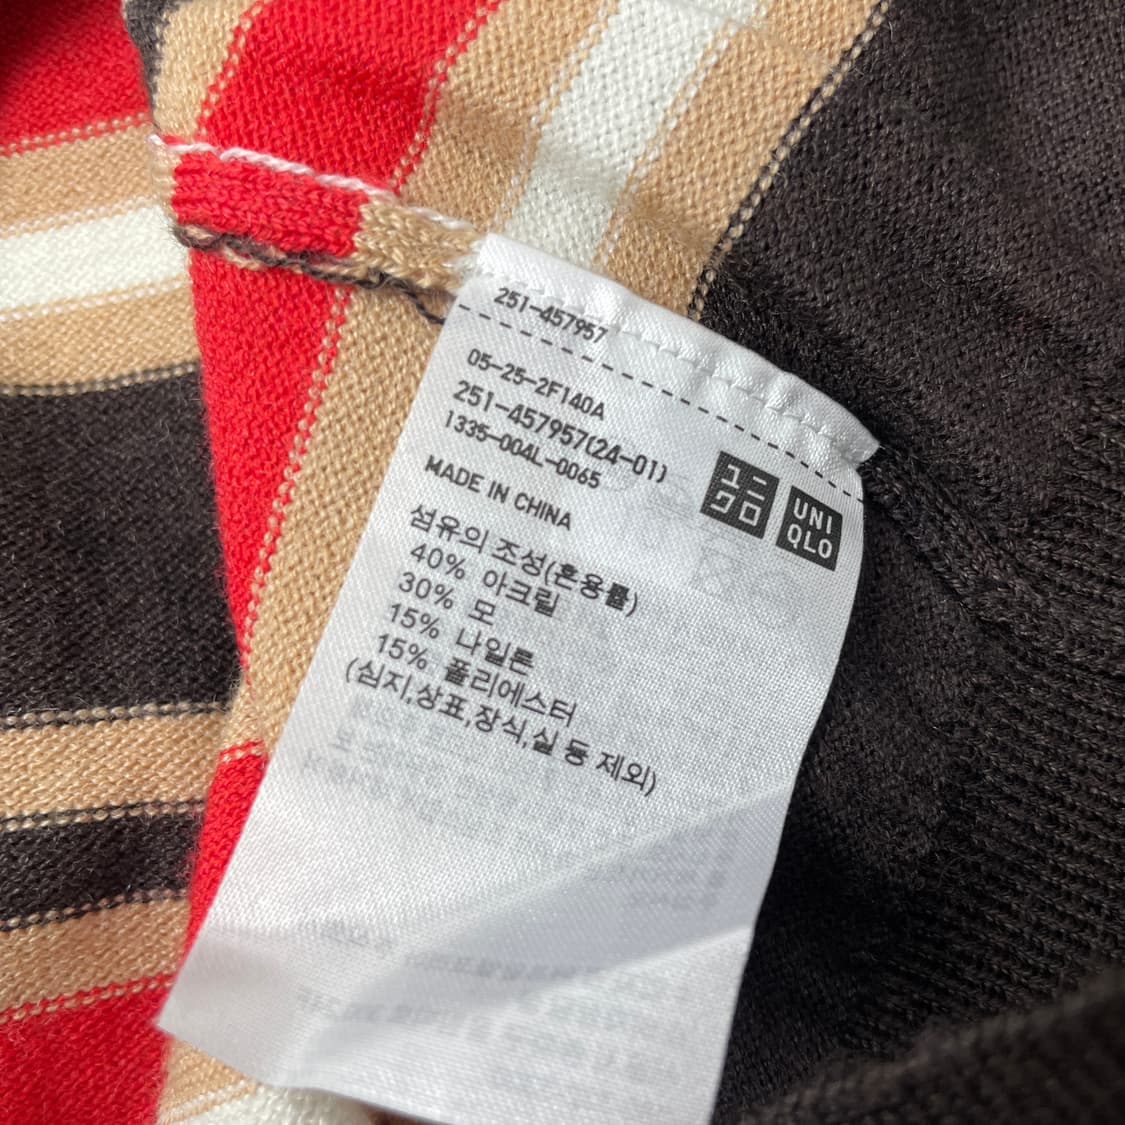 251-457957
05-25-2F140A
251-457957(24-01)
1335-004L-0065
ユニ
クロ
UNI
QLO
MADE IN CHINA
섬유의 조성(혼용률)
40% 아크릴
30% 모
15% 나일론
15% 폴리에스터
(심지,상표,장식,실 등 제외)